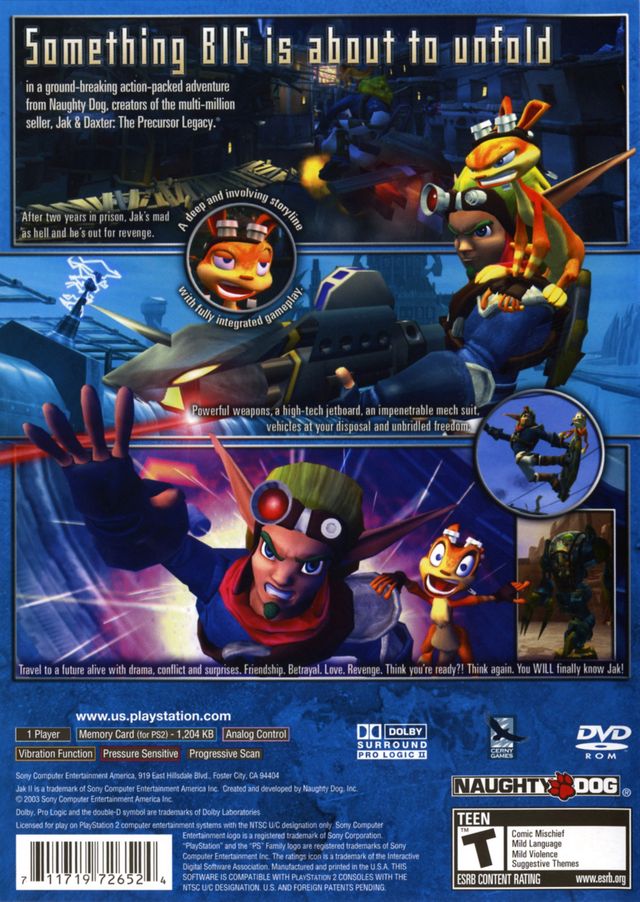 Something BIG is about to unfold
in a ground-breaking action-packed adventure
from Naughty Dog, creators of the multi-million
seller, Jak & Daxter: The Precursor Legacy.®
After two years in prison, Jak's mad
as hell and he's out for revenge.
A deep and involving storyline
with fully integrated gameplay.
Powerful weapons, a high-tech jetboard, an impenetrable mech suit,
vehicles at your disposal and unbridled freedom.
Travel to a future alive with drama, conflict and surprises. Friendship. Betrayal. Love. Revenge. Think you're ready?! Think again. You WILL finally know Jak!
www.us.playstation.com
1 Player
Memory Card (for PS2) - 1,204 KB
Analog Control
Vibration Function
Pressure Sensitive
Progressive Scan
DOLBY
SURROUND
PRO LOGIC II
CERNY
GAMES
DVD
ROM
Sony Computer Entertainment America, 919 East Hillsdale Blvd., Foster City, CA 94404
Jak II is a trademark of Sony Computer Entertainment America Inc. Created and developed by Naughty Dog, Inc.
© 2003 Sony Computer Entertainment America Inc.
Dolby, Pro Logic and the double-D symbol are trademarks of Dolby Laboratories
Licensed for play on PlayStation 2 computer entertainment systems with the NTSC U/C designation only. Sony Computer
Entertainment logo is a registered trademark of Sony Corporation.
"PlayStation" and the "PS" Family logo are registered trademarks of Sony
Computer Entertainment Inc. The ratings icon is a trademark of the Interactive
Digital Software Association. Manufactured and printed in the U.S.A. THIS
SOFTWARE IS COMPATIBLE WITH PLAYSTATION 2 CONSOLES WITH THE
NTSC U/C DESIGNATION. U.S. AND FOREIGN PATENTS PENDING.
7 11719 72652 4
NAUGHTY DOG®
TEEN
T
TM
Comic Mischief
Mild Language
Mild Violence
Suggestive Themes
ESRB CONTENT RATING www.esrb.org